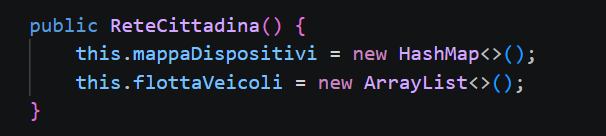 public ReteCittadina() {
    this.mappaDispositivi = new HashMap<>();
    this.flottaVeicoli = new ArrayList<>();
}